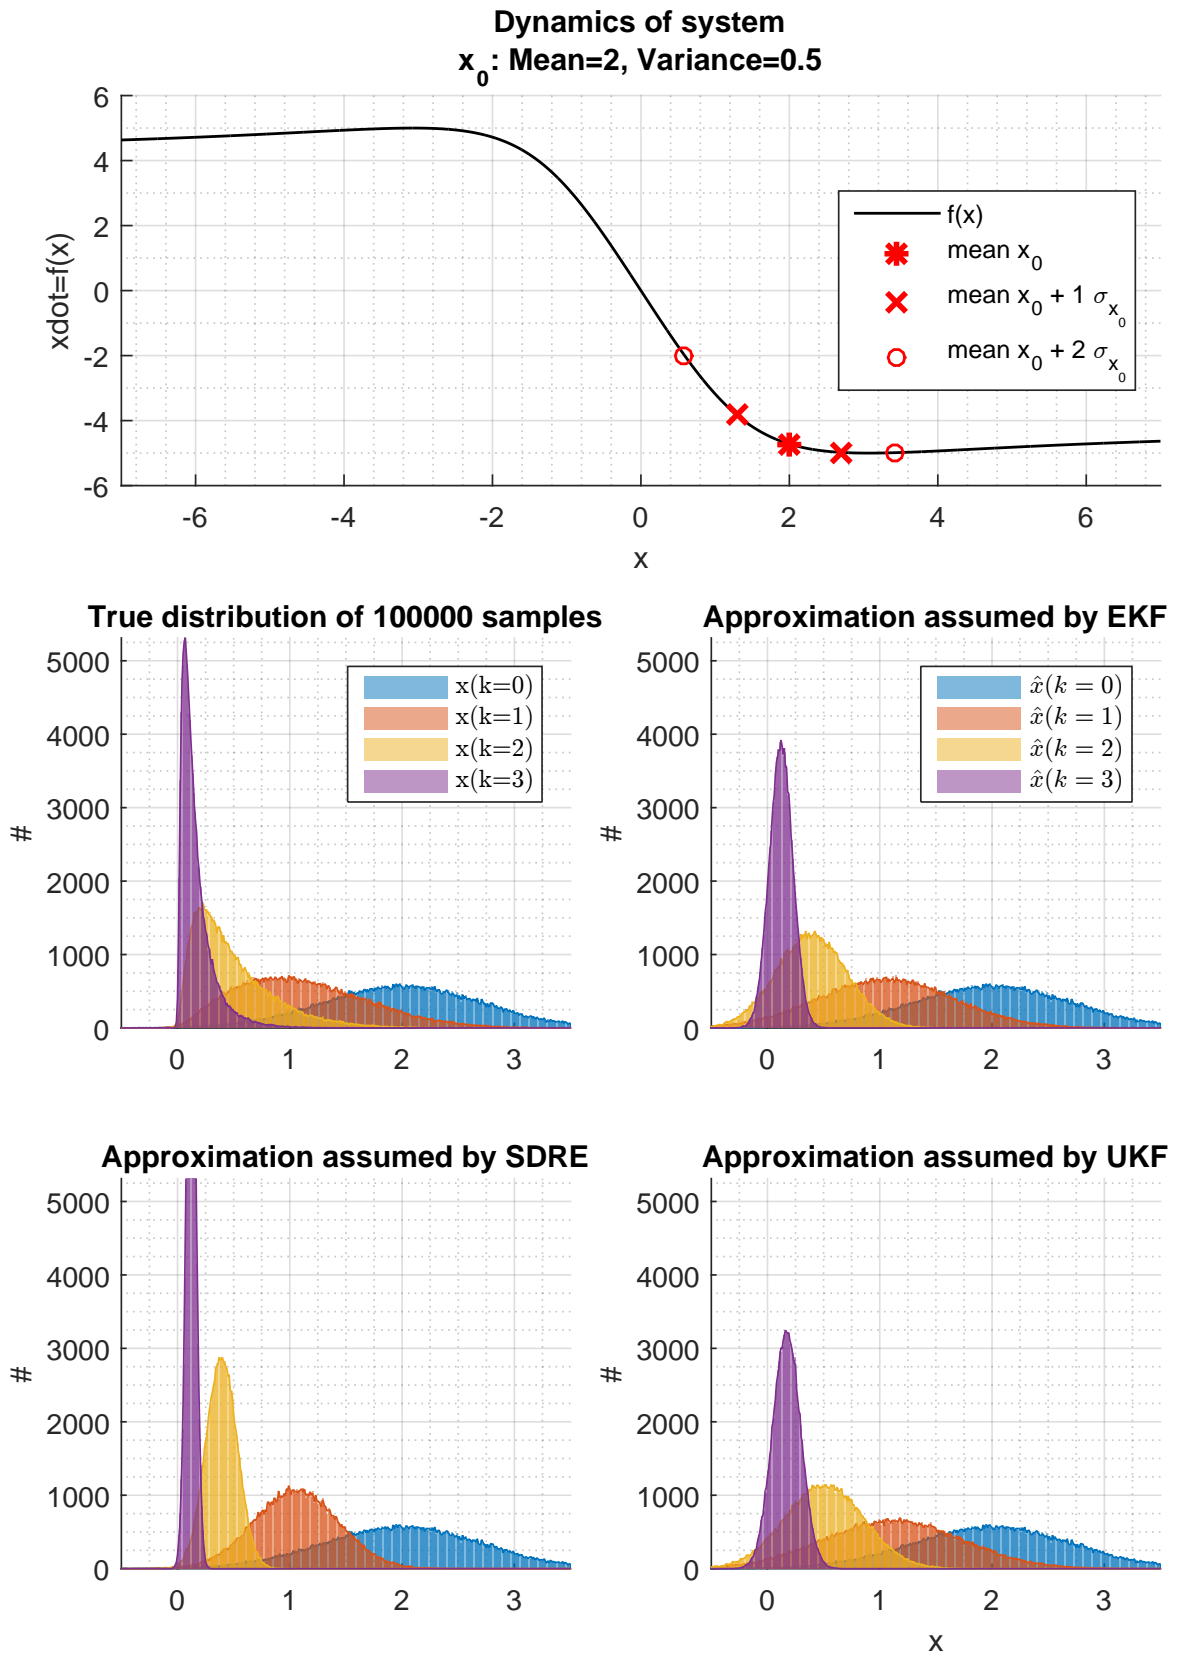 Dynamics of system
x0: Mean=2, Variance=0.5
6
4
2
0
-2
-4
-6
xdot=f(x)
-6 -4 -2 0 2 4 6
x
f(x)
mean x0
mean x0 + 1 σx0
mean x0 + 2 σx0
True distribution of 100000 samples
5000
4000
3000
2000
1000
0
#
0 1 2 3
x(k=0)
x(k=1)
x(k=2)
x(k=3)
Approximation assumed by EKF
5000
4000
3000
2000
1000
0
#
0 1 2 3
x̂(k = 0)
x̂(k = 1)
x̂(k = 2)
x̂(k = 3)
Approximation assumed by SDRE
5000
4000
3000
2000
1000
0
#
0 1 2 3
Approximation assumed by UKF
5000
4000
3000
2000
1000
0
#
0 1 2 3
x